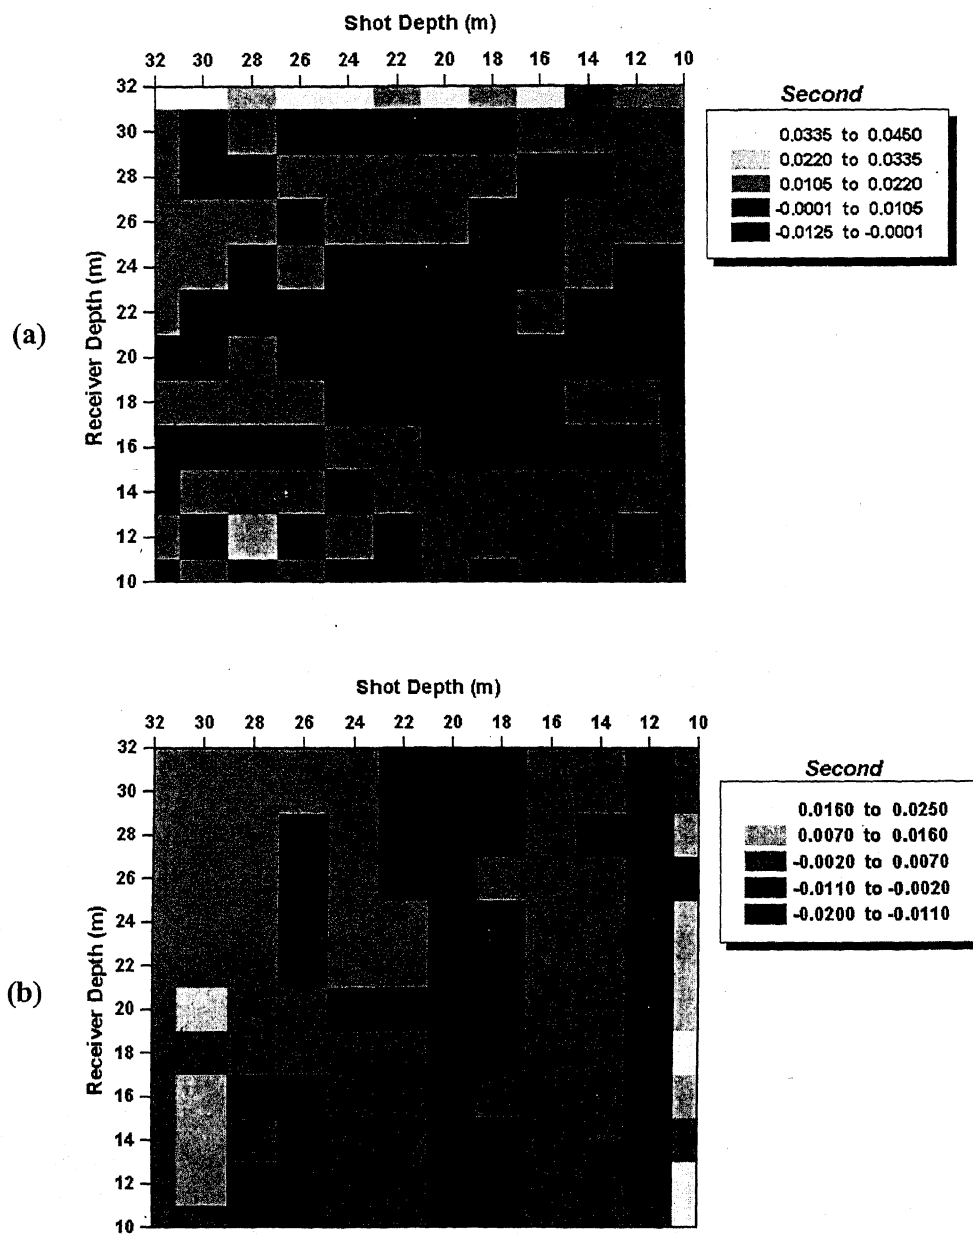 Shot Depth (m)
32 30 28 26 24 22 20 18 16 14 12 10
Second
0.0335 to 0.0450
0.0220 to 0.0335
0.0105 to 0.0220
-0.0001 to 0.0105
-0.0125 to -0.0001
(a)
Receiver Depth (m)
32
30
28
26
24
22
20
18
16
14
12
10
Shot Depth (m)
32 30 28 26 24 22 20 18 16 14 12 10
Second
0.0160 to 0.0250
0.0070 to 0.0160
-0.0020 to 0.0070
-0.0110 to -0.0020
-0.0200 to -0.0110
(b)
Receiver Depth (m)
32
30
28
26
24
22
20
18
16
14
12
10